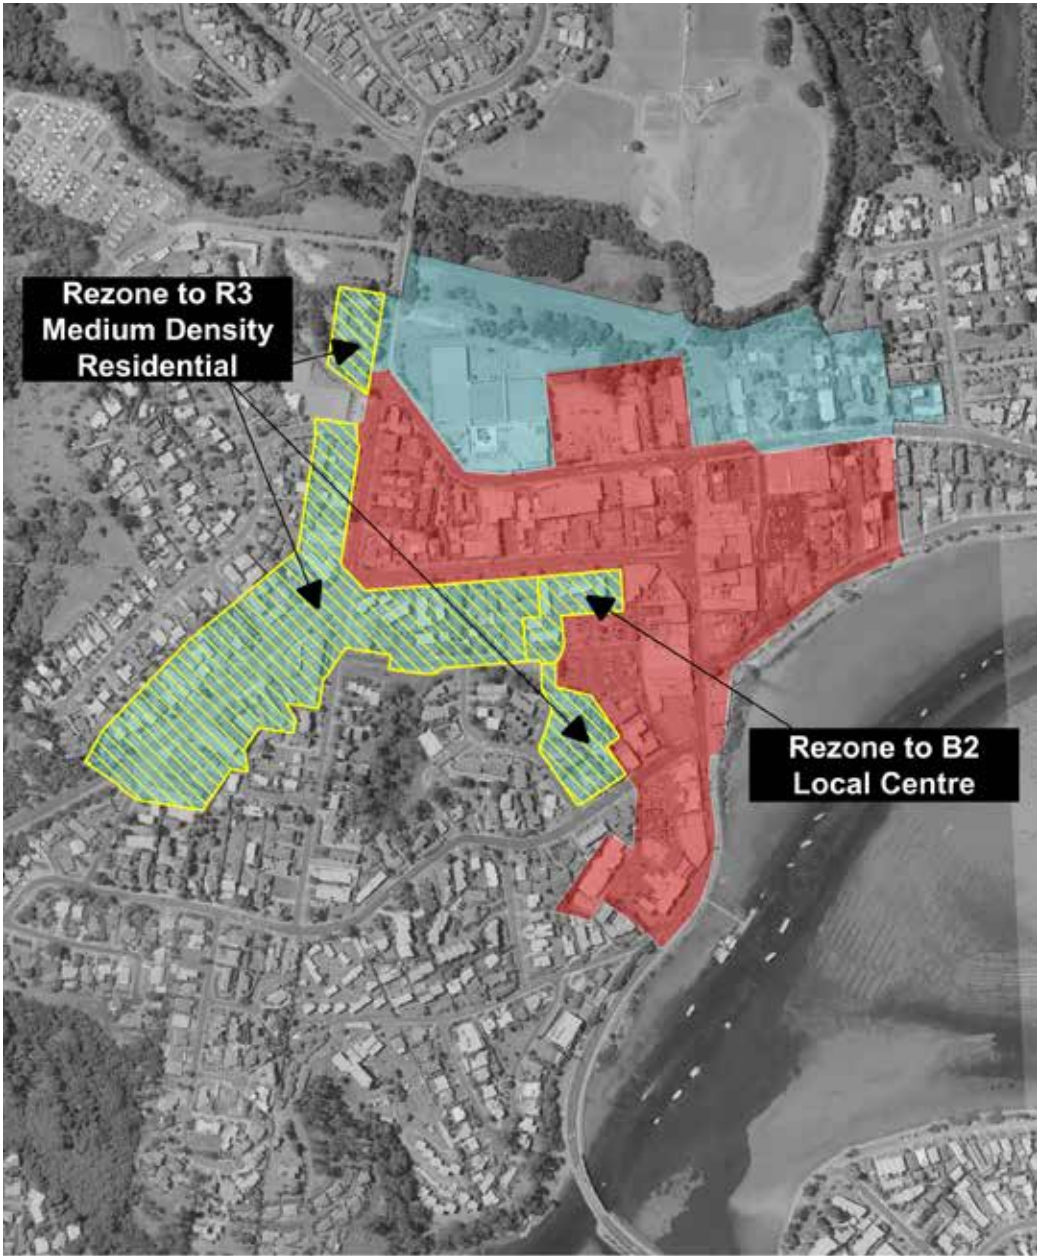 Rezone to R3
Medium Density
Residential
Rezone to B2
Local Centre